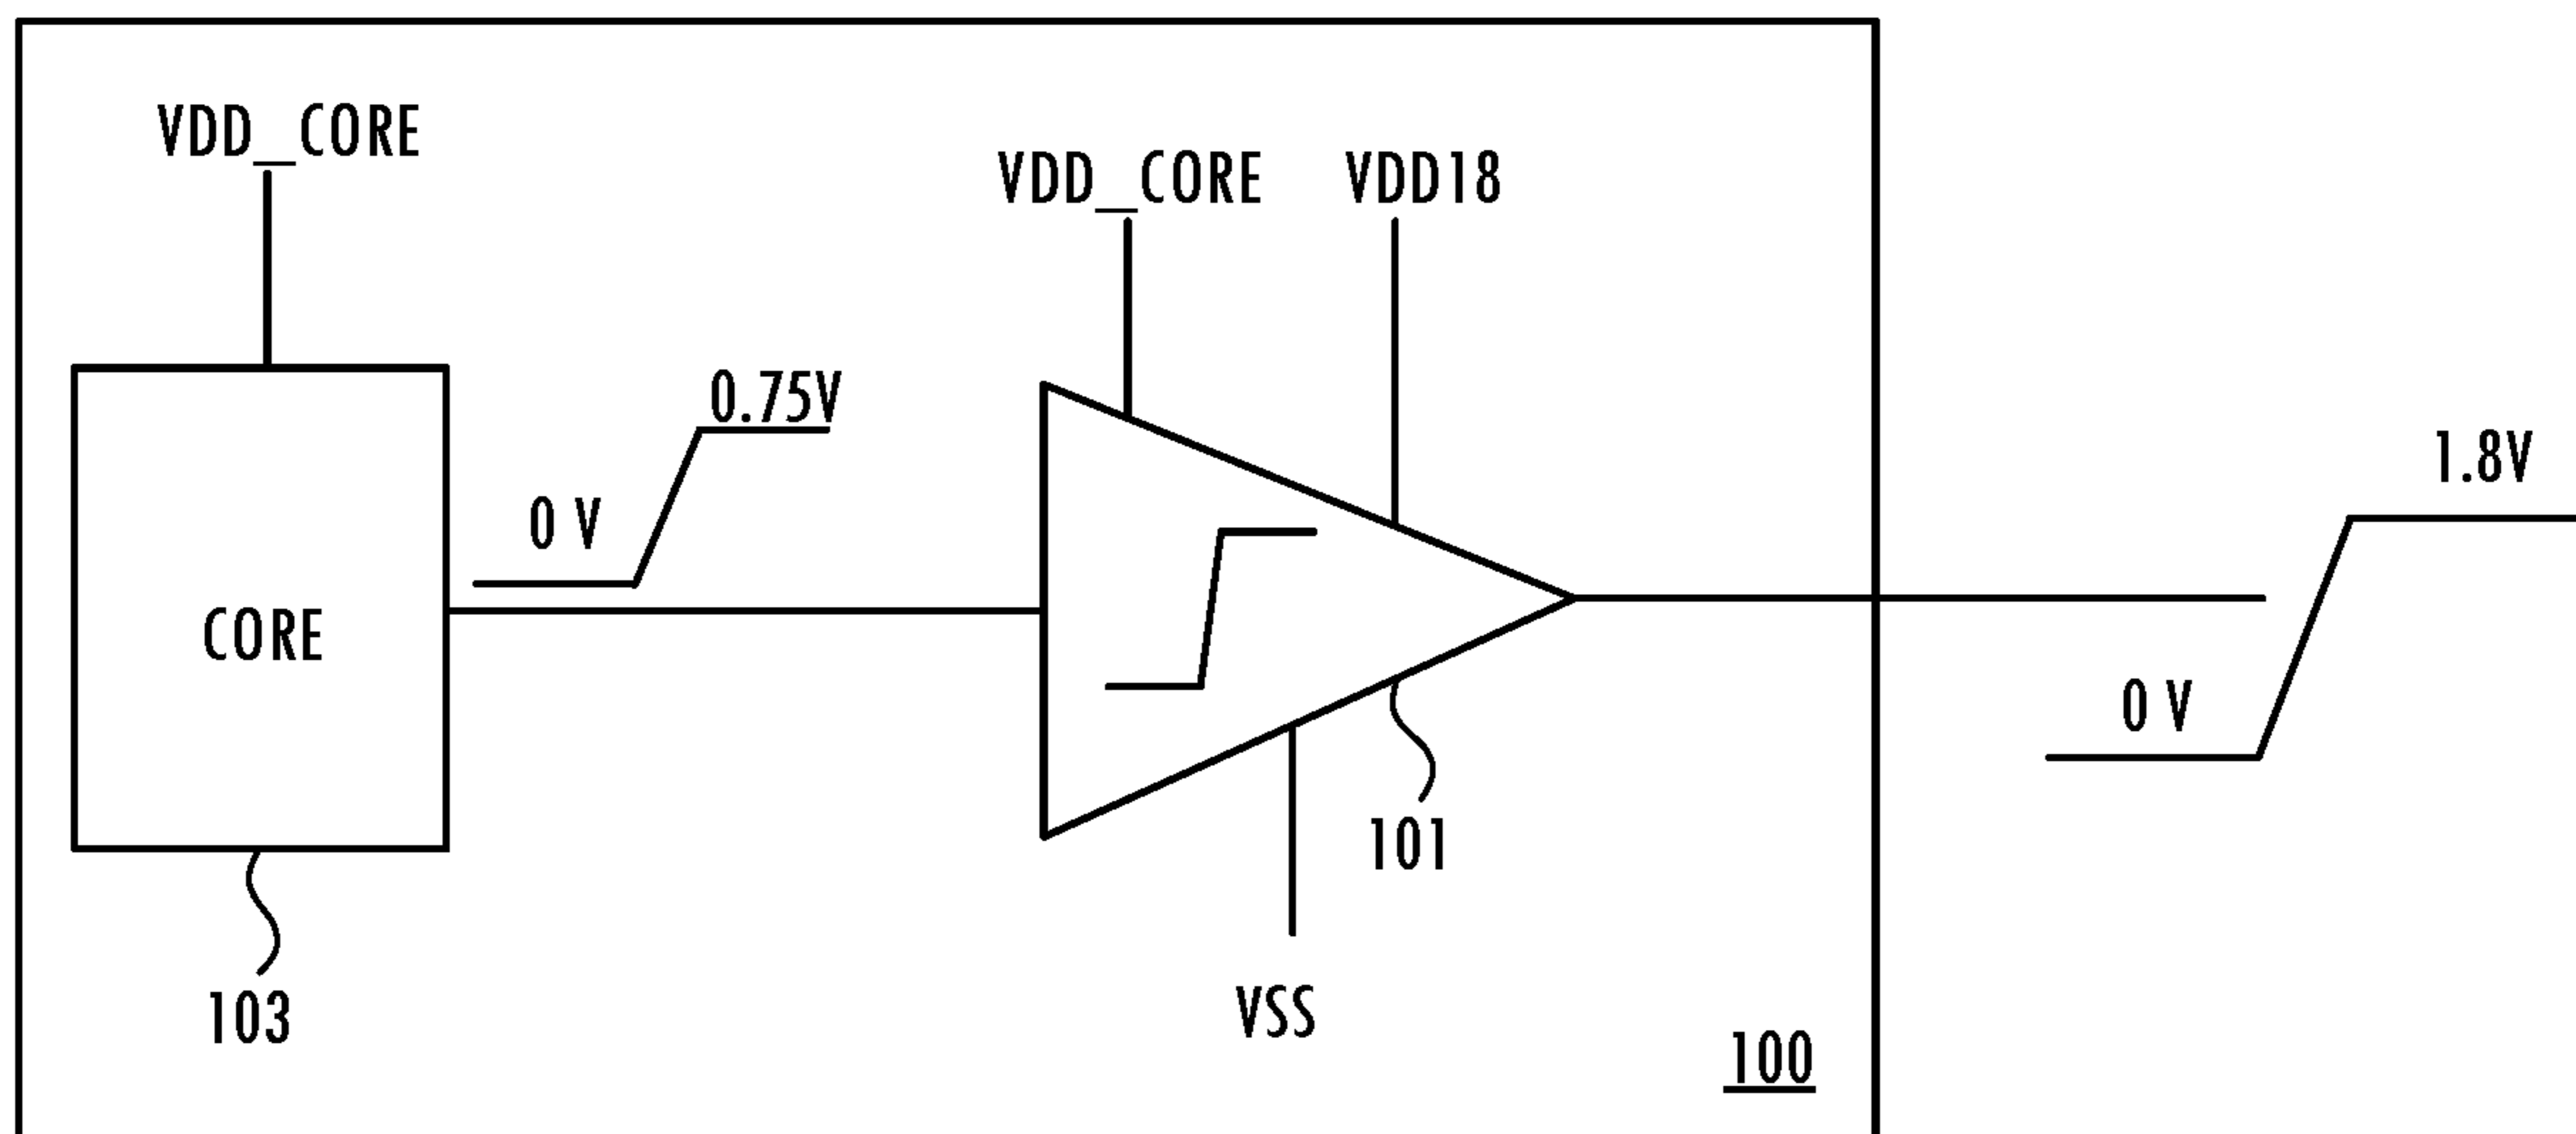 VDD_CORE
VDD_CORE
VDD18
0.75V
0 V
1.8V
CORE
0 V
101
103
VSS
100